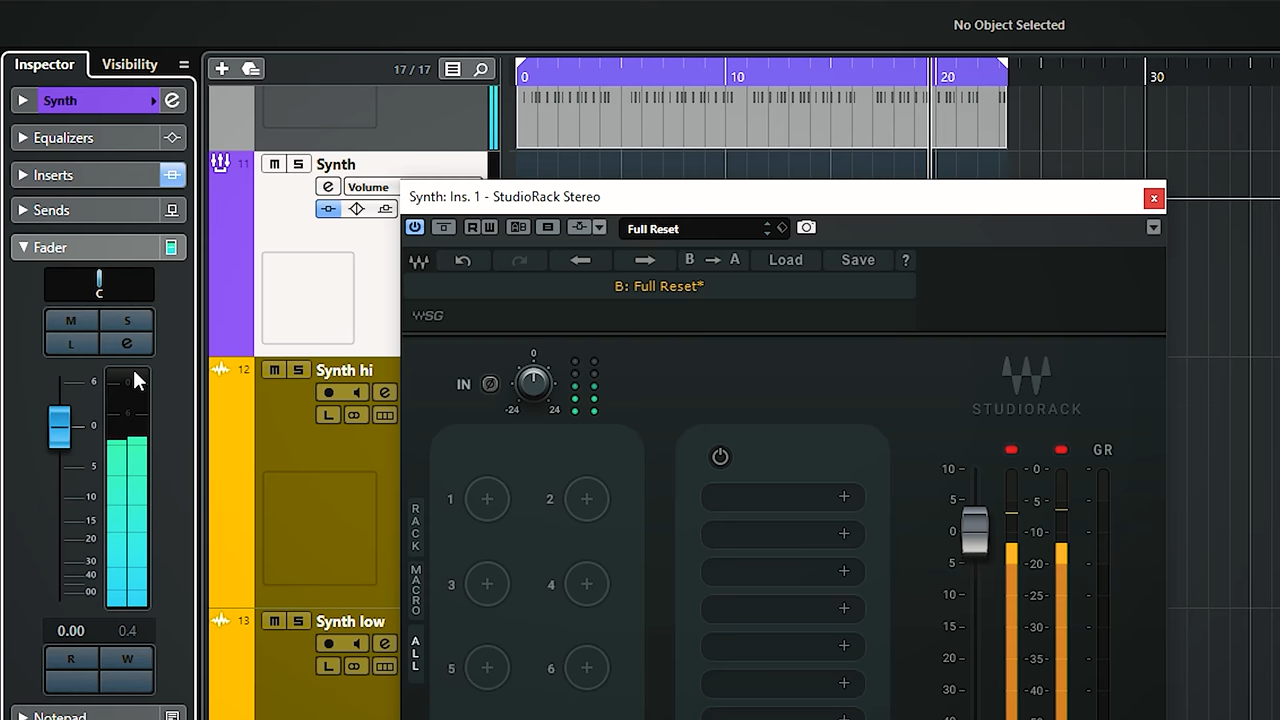 No Object Selected
Inspector Visibility
17 / 17
0 10 20 30
Synth
Equalizers
Inserts
Sends
Fader
C
M S
L e
6
0
5
10
15
20
30
40
00
6
0.00 0.4
R W
Notepad
11 m S Synth
e Volume
12 m S Synth hi
L
13 m S Synth low
L
Synth: Ins. 1 - StudioRack Stereo
x
R W AB Full Reset
B → A Load Save ?
B: Full Reset*
WSG
IN Ø 0
-24 24
STUDIORACK
GR
RACK
MACRO
ALL
1 + 2 +
3 + 4 +
5 + 6 +
+
+
+
+
+
+
10
5
0
5
10
15
20
30
-0-
-5-
-10-
-20-
-25-
-30-
-35-
-40-